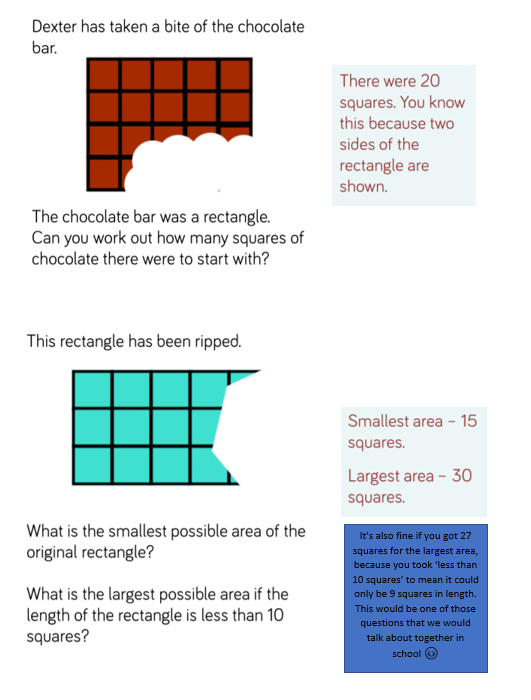 Dexter has taken a bite of the chocolate
bar.
There were 20
squares. You know
this because two
sides of the
rectangle are
shown.
The chocolate bar was a rectangle.
Can you work out how many squares of
chocolate there were to start with?
This rectangle has been ripped.
Smallest area – 15
squares.
Largest area – 30
squares.
What is the smallest possible area of the
original rectangle?
What is the largest possible area if the
length of the rectangle is less than 10
squares?
It's also fine if you got 27
squares for the largest area,
because you took 'less than
10 squares' to mean it could
only be 9 squares in length.
This would be one of those
questions that we would
talk about together in
school ☺